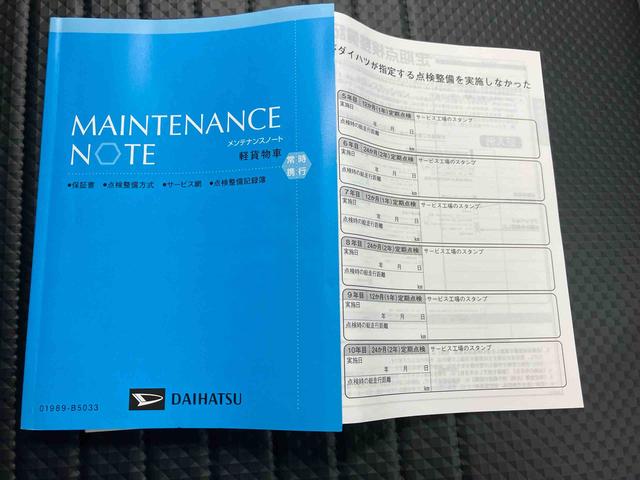 MAINTENANCE
NOTE
メンテナンスノート
軽貨物車
常時
携行
●保証書 ●点検整備方式 ●サービス網 ●点検整備記録簿
01989-B5033
DAIHATSU
ダイハツが指定する点検整備を実施しなかった
5年目 12か月(1年)定期点検 サービス工場のスタンプ
実施日
年 月 日
点検時の総走行距離
km
6年目 24か月(2年)定期点検 サービス工場のスタンプ
実施日
年 月 日
点検時の総走行距離
km
7年目 12か月(1年)定期点検 サービス工場のスタンプ
実施日
年 月 日
点検時の総走行距離
km
8年目 24か月(2年)定期点検 サービス工場のスタンプ
実施日
年 月 日
点検時の総走行距離
km
9年目 12か月(1年)定期点検 サービス工場のスタンプ
実施日
年 月 日
点検時の総走行距離
km
10年目 24か月(2年)定期点検 サービス工場のスタンプ
実施日
年 月 日
点検時の総走行距離
km